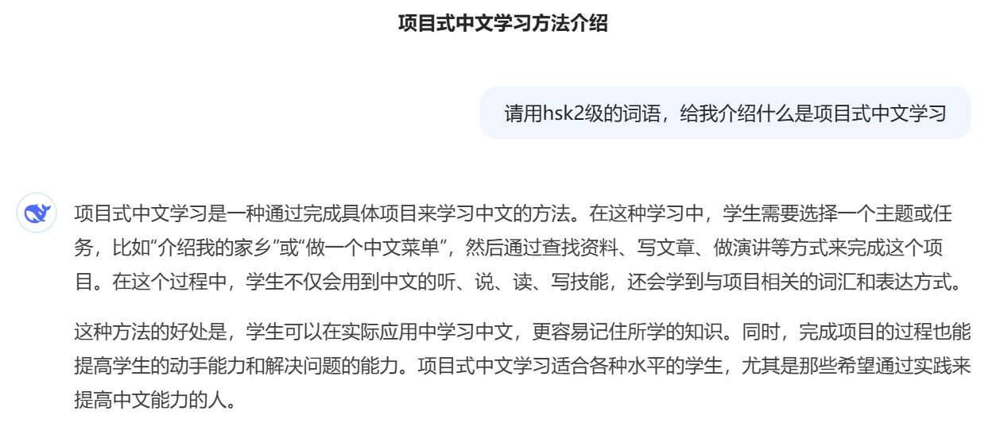 项目式中文学习方法介绍
请用hsk2级的词语，给我介绍什么是项目式中文学习
项目式中文学习是一种通过完成具体项目来学习中文的方法。在这种学习中，学生需要选择一个主题或任
务，比如“介绍我的家乡”或“做一个中文菜单”，然后通过查找资料、写文章、做演讲等方式来完成这个项
目。在这个过程中，学生不仅会用到中文的听、说、读、写技能，还会学到与项目相关的词汇和表达方式。
这种方法的好处是，学生可以在实际应用中学习中文，更容易记住所学的知识。同时，完成项目的过程也能
提高学生的动手能力和解决问题的能力。项目式中文学习适合各种水平的学生，尤其是那些希望通过实践来
提高中文能力的人。